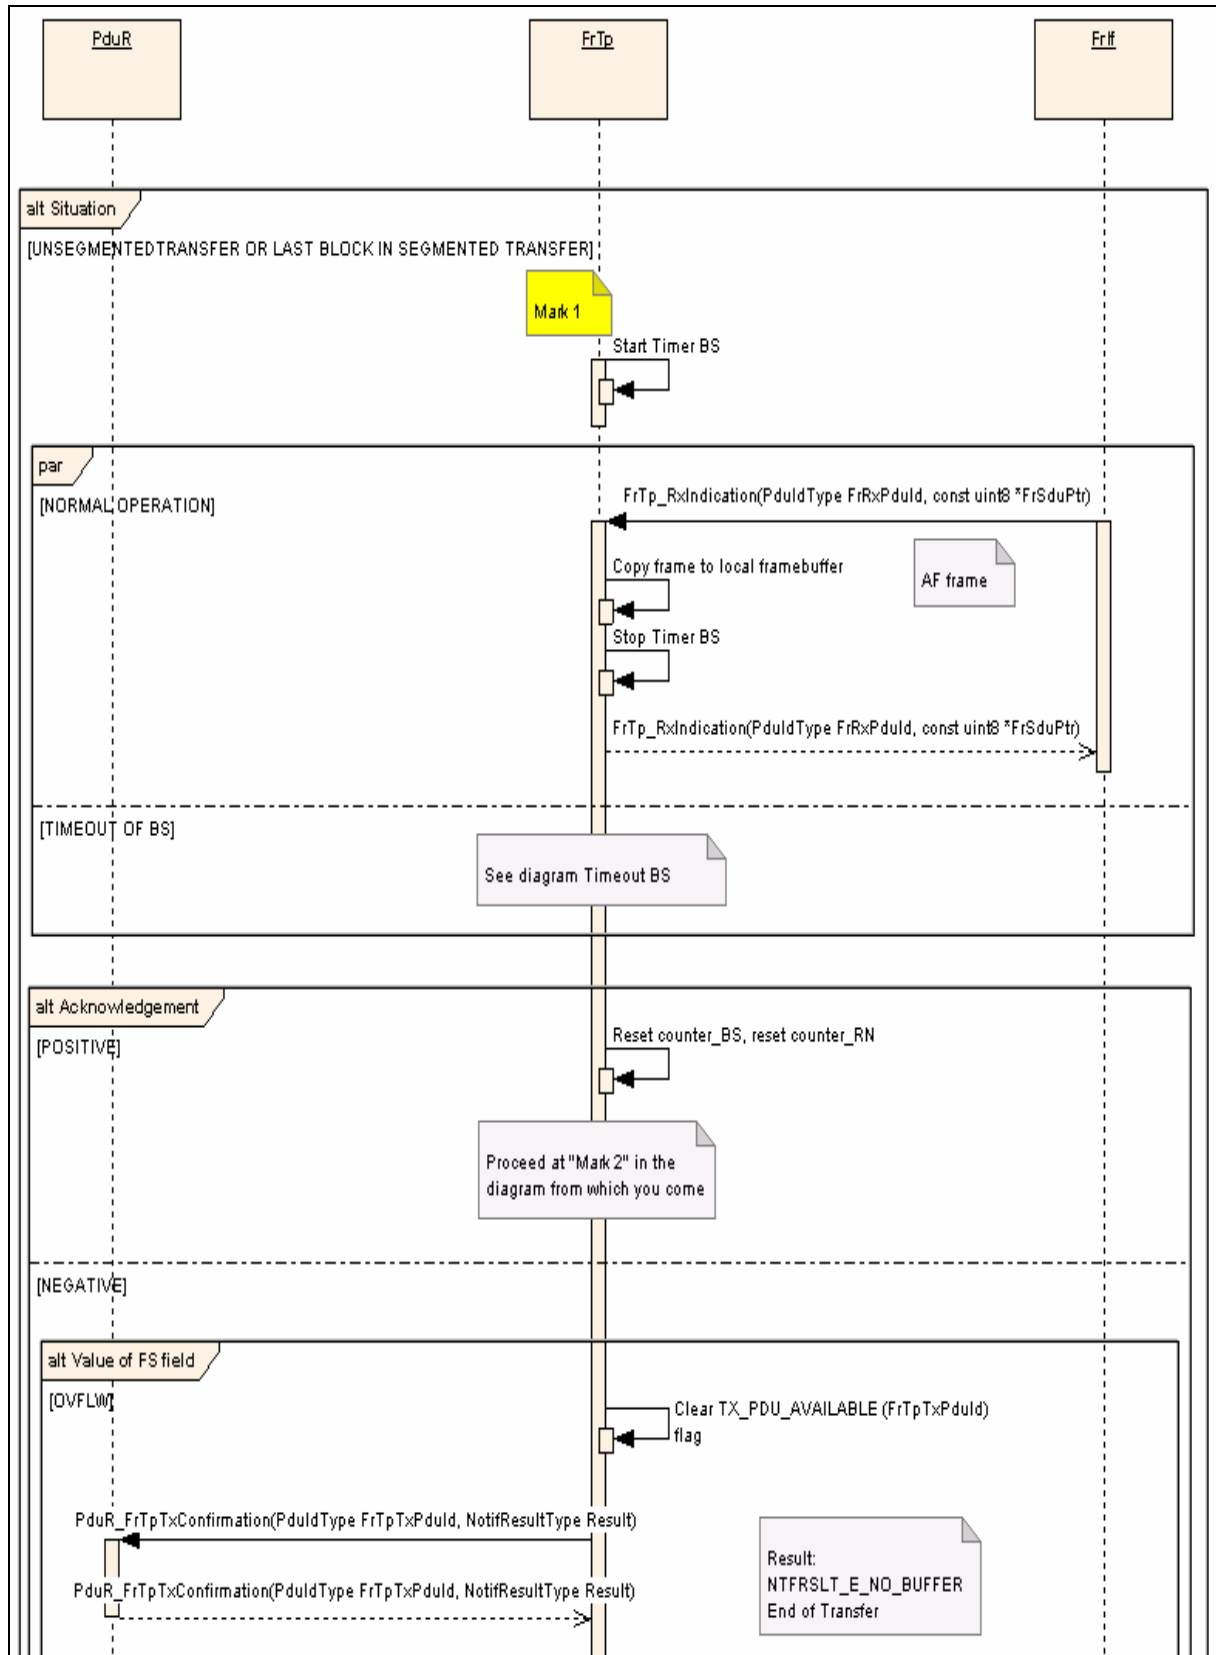 PduR
FrTp
FrIf
alt Situation
[UNSEGMENTEDTRANSFER OR LAST BLOCK IN SEGMENTED TRANSFER]
Mark 1
Start Timer BS
par
[NORMAL OPERATION]
FrTp_RxIndication(PduIdType FrRxPduId, const uint8 *FrSduPtr)
Copy frame to local framebuffer
AF frame
Stop Timer BS
FrTp_RxIndication(PduIdType FrRxPduId, const uint8 *FrSduPtr)
[TIMEOUT OF BS]
See diagram Timeout BS
alt Acknowledgement
[POSITIVE]
Reset counter_BS, reset counter_RN
Proceed at "Mark 2" in the
diagram from which you come
[NEGATIVE]
alt Value of FS field
[OVFLW]
Clear TX_PDU_AVAILABLE (FrTpTxPduId)
flag
PduR_FrTpTxConfirmation(PduIdType FrTpTxPduId, NotifResultType Result)
Result:
NTFRSLT_E_NO_BUFFER
End of Transfer
PduR_FrTpTxConfirmation(PduIdType FrTpTxPduId, NotifResultType Result)